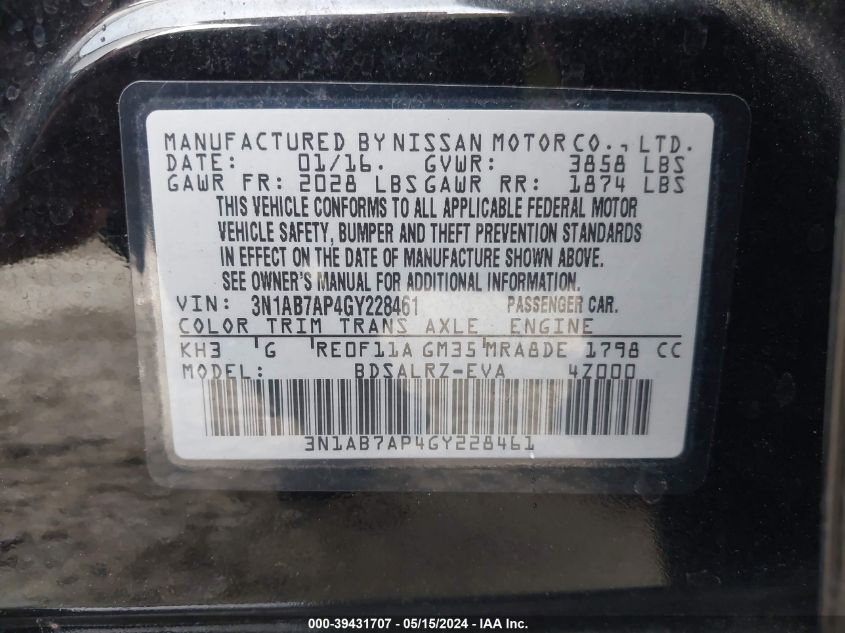 MANUFACTURED BY NISSAN MOTOR CO., LTD.
DATE: 01/16. GVWR: 3858 LBS
GAWR FR: 2028 LBS GAWR RR: 1874 LBS
THIS VEHICLE CONFORMS TO ALL APPLICABLE FEDERAL MOTOR
VEHICLE SAFETY, BUMPER AND THEFT PREVENTION STANDARDS
IN EFFECT ON THE DATE OF MANUFACTURE SHOWN ABOVE.
SEE OWNER'S MANUAL FOR ADDITIONAL INFORMATION.
VIN: 3N1AB7AP4GY228461 PASSENGER CAR.
COLOR TRIM TRANS AXLE ENGINE
KH3 G RE0F11A GM35 MRA8DE 1798 CC
MODEL: BDSALRZ-EVA 4Z000
3N1AB7AP4GY228461
000-39431707 - 05/15/2024 - IAA Inc.